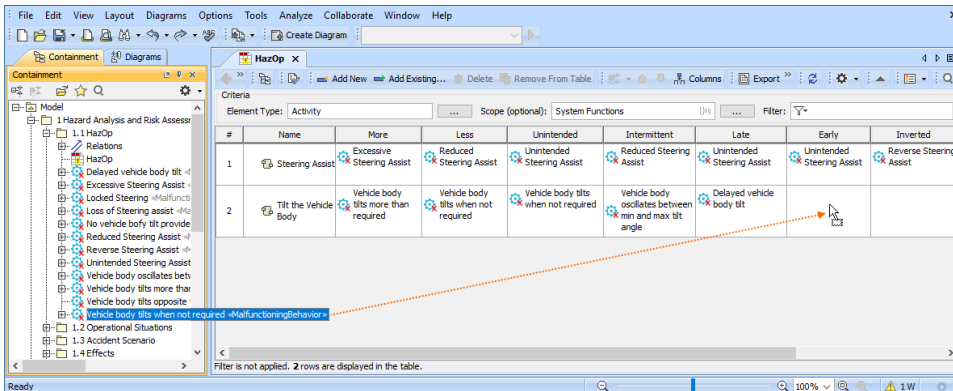 File Edit View Layout Diagrams Options Tools Analyze Collaborate Window Help
Create Diagram
Containment Diagrams
HazOp X
Containment
Add New Add Existing... Delete Remove From Table Columns Export
Criteria
Element Type: Activity ... Scope (optional): System Functions ... Filter:
Model
1 Hazard Analysis and Risk Assessr
1.1 HazOp
Relations
HazOp
Delayed vehicle body tilt «M
Excessive Steering Assist «
Locked Steering «Malfuncti
Loss of Steering assist «Ma
No vehicle bofy tilt provide
Reduced Steering Assist «M
Reverse Steering Assist «M
Unintended Steering Assist
Vehicle body oscillates betv
Vehicle body tilts more thar
Vehicle body tilts opposite
Vehicle body tilts when not required «MalfunctioningBehavior»
1.2 Operational Situations
1.3 Accident Scenario
1.4 Effects
# Name More Less Unintended Intermittent Late Early Inverted
1 Steering Assist
Excessive
Steering Assist
Reduced
Steering Assist
Unintended
Steering Assist
Reduced Steering
Assist
Unintended
Steering Assist
Unintended
Steering Assist
Reverse Steering
Assist
2 Tilt the Vehicle
Body
Vehicle body
tilts more than
required
Vehicle body
tilts when not
required
Vehicle body tilts
when not required
Vehicle body
oscillates between
min and max tilt
angle
Delayed vehicle
body tilt
Filter is not applied. 2 rows are displayed in the table.
Ready
100% 1 W